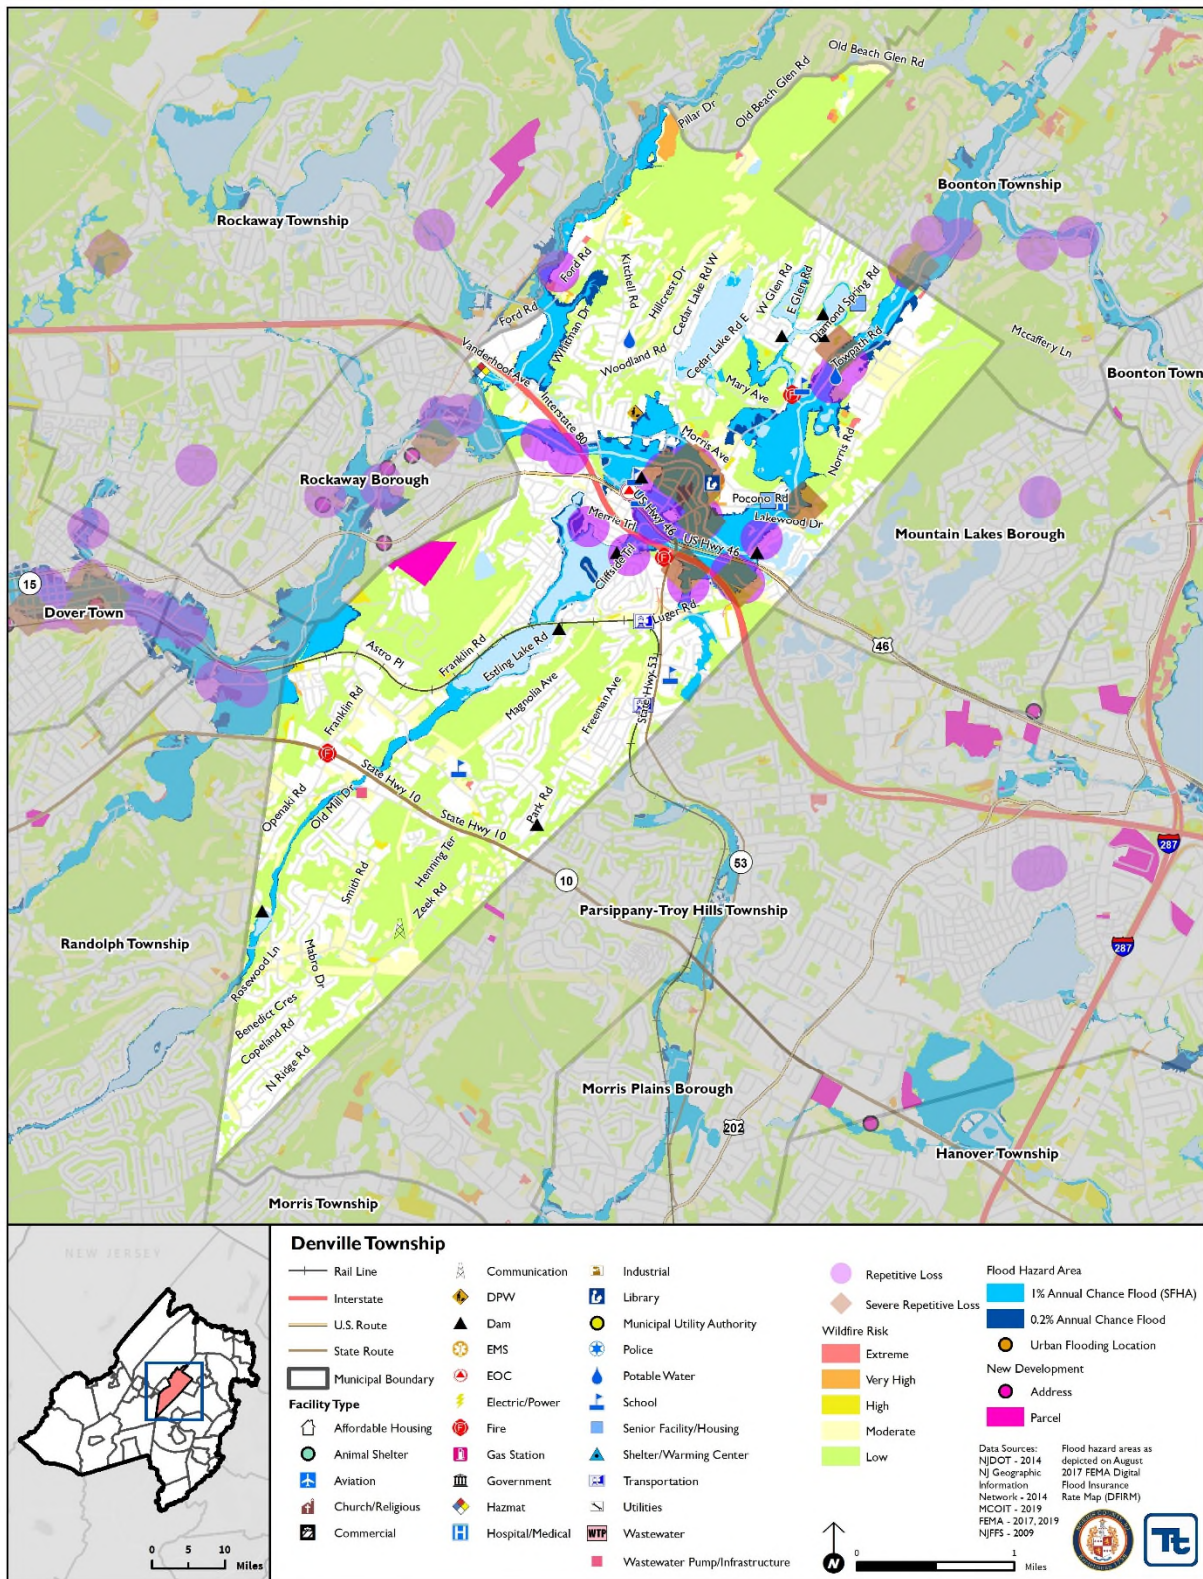 Old Beach Glen Rd
Old Beach Glen Rd
Pillar Dr
Boonton Township
Rockaway Township
Ford Rd
Kitchell Rd
Hillcrest Dr
Cedar Lake Rd W
W Glen Rd
E Glen Rd
Diamond Spring Rd
Ford Rd
Whitman Dr
Cedar Lake Rd E
Towpath Rd
Mccaffery Ln
Vanderhoof Ave
Woodland Rd
Boonton Town
Mary Ave
Interstate 80
Morris Ave
Norris Rd
Rockaway Borough
Pocono Rd
US Hwy 46
Merrie Trl
Lakewood Dr
Mountain Lakes Borough
US Hwy 46
Cliffside Trl
15
Dover Town
Luger Rd
46
Astro Pl
Franklin Rd
Estling Lake Rd
State Hwy 53
Magnolia Ave
Freeman Ave
Franklin Rd
State Hwy 10
Openaki Rd
Old Mill Dr
Park Rd
State Hwy 10
287
Henning Ter
53
Smith Rd
10
Zeek Rd
Parsippany-Troy Hills Township
Randolph Township
287
Rosewood Ln
Mabro Dr
Benedict Cres
Copeland Rd
N Ridge Rd
Morris Plains Borough
202
Hanover Township
Morris Township
NEW JERSEY
0 5 10
Miles
Denville Township
Rail Line
Interstate
U.S. Route
State Route
Municipal Boundary
Facility Type
Affordable Housing
Animal Shelter
Aviation
Church/Religious
Commercial
Communication
DPW
Dam
EMS
EOC
Electric/Power
Fire
Gas Station
Government
Hazmat
Hospital/Medical
Industrial
Library
Municipal Utility Authority
Police
Potable Water
School
Senior Facility/Housing
Shelter/Warming Center
Transportation
Utilities
WTP Wastewater
Wastewater Pump/Infrastructure
Repetitive Loss
Severe Repetitive Loss
Wildfire Risk
Extreme
Very High
High
Moderate
Low
Flood Hazard Area
1% Annual Chance Flood (SFHA)
0.2% Annual Chance Flood
Urban Flooding Location
New Development
Address
Parcel
Data Sources:
NJDOT - 2014
NJ Geographic
Information
Network - 2014
MCOIT - 2019
FEMA - 2017, 2019
NJFFS - 2009
Flood hazard areas as
depicted on August
2017 FEMA Digital
Flood Insurance
Rate Map (DFIRM)
N
0 1
Miles
Tt